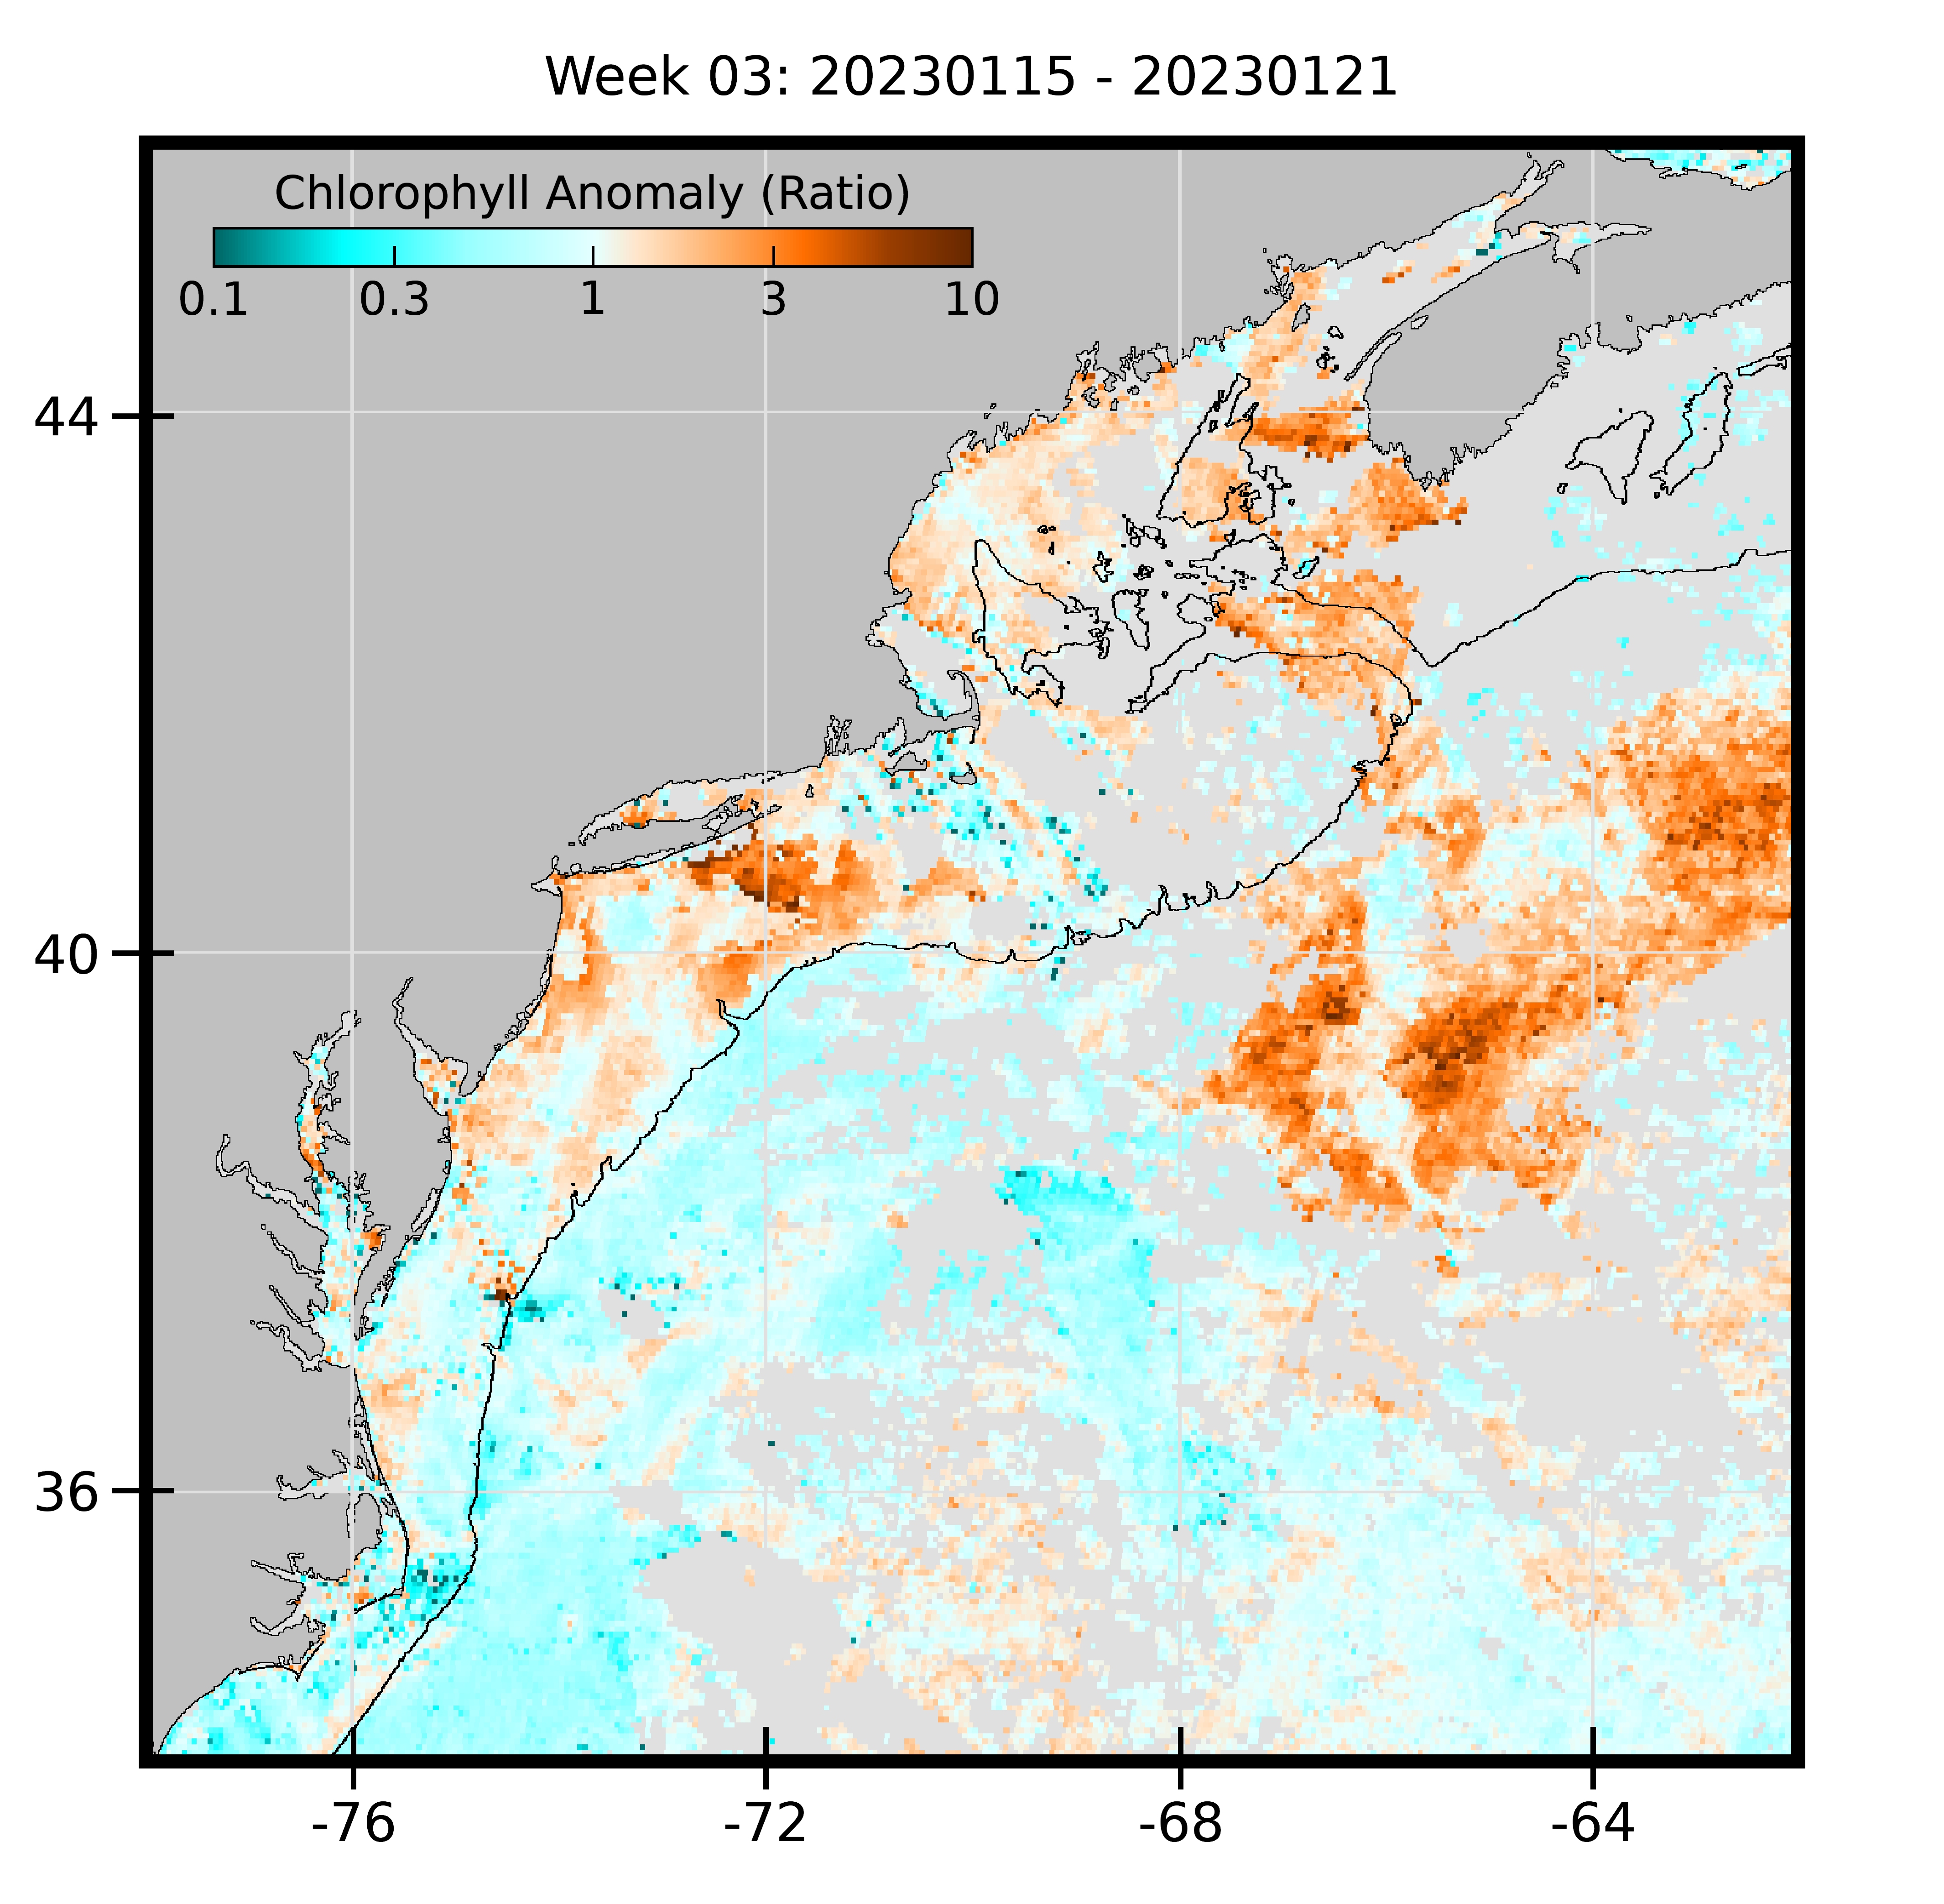 Week 03: 20230115 - 20230121
Chlorophyll Anomaly (Ratio)
0.1 0.3 1 3 10
44
40
36
-76 -72 -68 -64